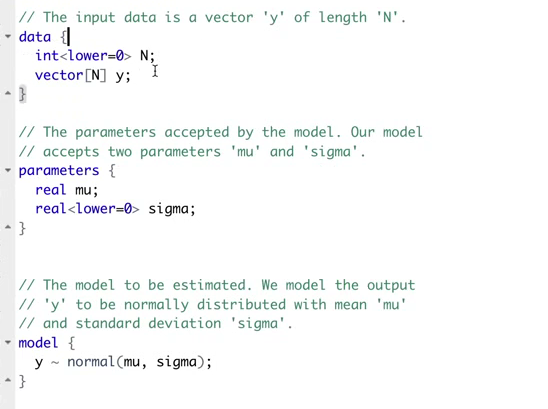 // The input data is a vector 'y' of length 'N'.
data {
int<lower=0> N;
vector[N] y;
}
// The parameters accepted by the model. Our model
// accepts two parameters 'mu' and 'sigma'.
parameters {
real mu;
real<lower=0> sigma;
}
// The model to be estimated. We model the output
// 'y' to be normally distributed with mean 'mu'
// and standard deviation 'sigma'.
model {
y ~ normal(mu, sigma);
}